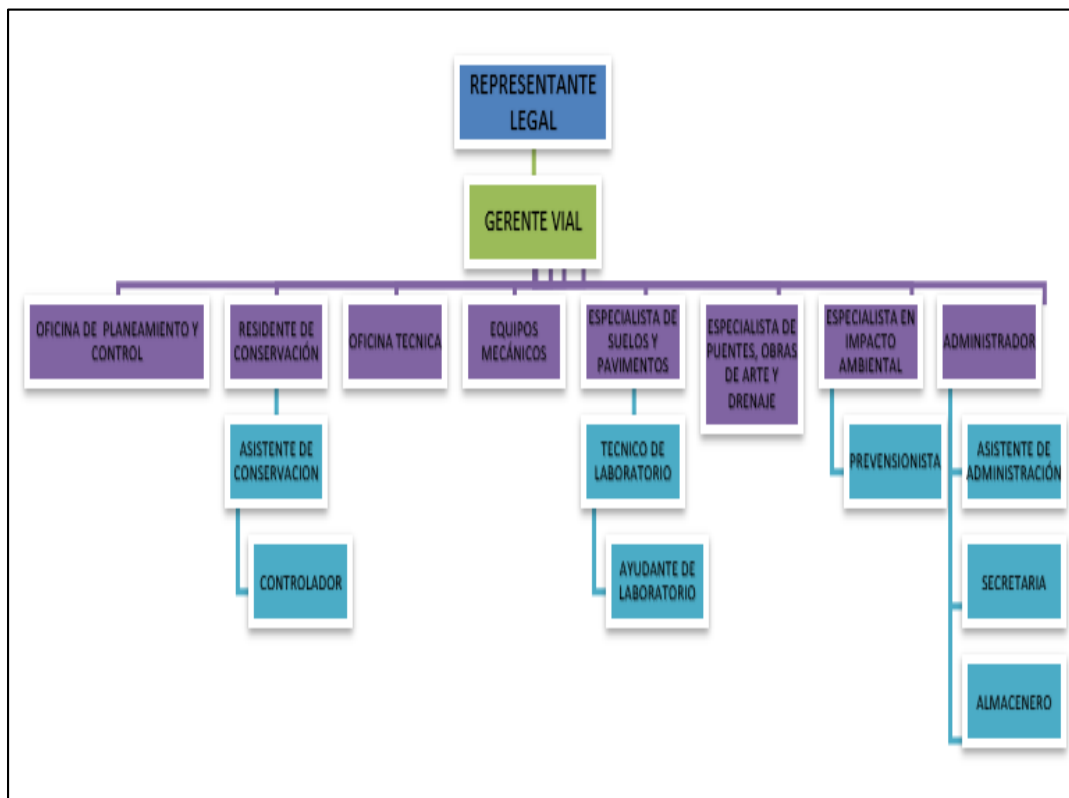 REPRESENTANTE
LEGAL
GERENTE VIAL
OFICINA DE PLANEAMIENTO Y
CONTROL
RESIDENTE DE
CONSERVACIÓN
OFICINA TECNICA
EQUIPOS
MECÁNICOS
ESPECIALISTA DE
SUELOS Y
PAVIMENTOS
ESPECIALISTA DE
PUENTES, OBRAS
DE ARTE Y
DRENAJE
ESPECIALISTA EN
IMPACTO
AMBIENTAL
ADMINISTRADOR
ASISTENTE DE
CONSERVACION
TECNICO DE
LABORATORIO
PREVENSIONISTA
ASISTENTE DE
ADMINISTRACIÓN
CONTROLADOR
AYUDANTE DE
LABORATORIO
SECRETARIA
ALMACENERO